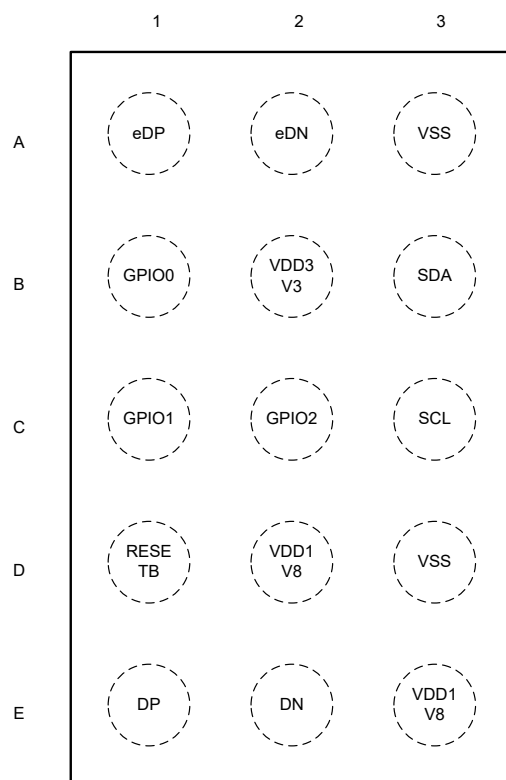 1 2 3
A eDP eDN VSS
B GPIO0 VDD3
V3 SDA
C GPIO1 GPIO2 SCL
D RESE
TB VDD1
V8 VSS
E DP DN VDD1
V8